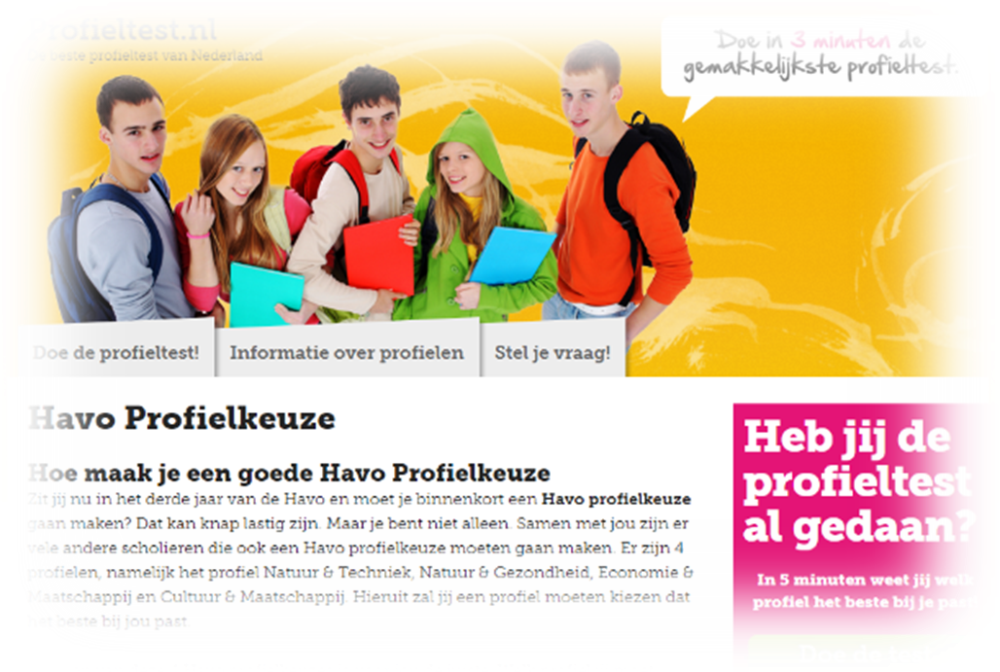 Profieltest.nl
De beste profieltest van Nederland
Doe in 3 minuten de
gemakkelijkste profieltest.
Doe de profieltest!
Informatie over profielen
Stel je vraag!
Havo Profielkeuze
Hoe maak je een goede Havo Profielkeuze
Zit jij nu in het derde jaar van de Havo en moet je binnenkort een Havo profielkeuze
gaan maken? Dat kan knap lastig zijn. Maar je bent niet alleen. Samen met jou zijn er
vele andere scholieren die ook een Havo profielkeuze moeten gaan maken. Er zijn 4
profielen, namelijk het profiel Natuur & Techniek, Natuur & Gezondheid, Economie &
Maatschappij en Cultuur & Maatschappij. Hieruit zal jij een profiel moeten kiezen dat
het beste bij jou past.
Heb jij de
profieltest
al gedaan?
In 5 minuten weet jij welk
profiel het beste bij je past
Doe de test